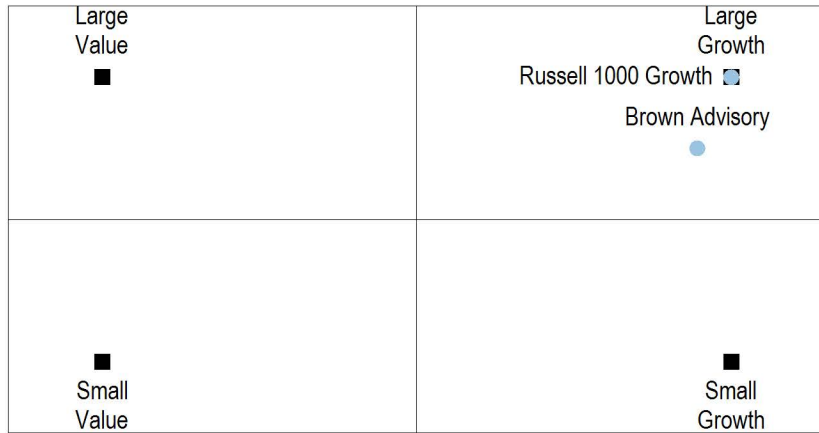 Large
Value
Large
Growth
Russell 1000 Growth
Brown Advisory
Small
Value
Small
Growth